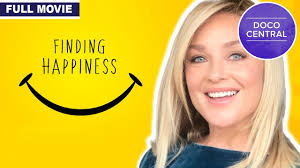 FULL MOVIE
DOCO
CENTRAL
FINDING
HAPPINESS